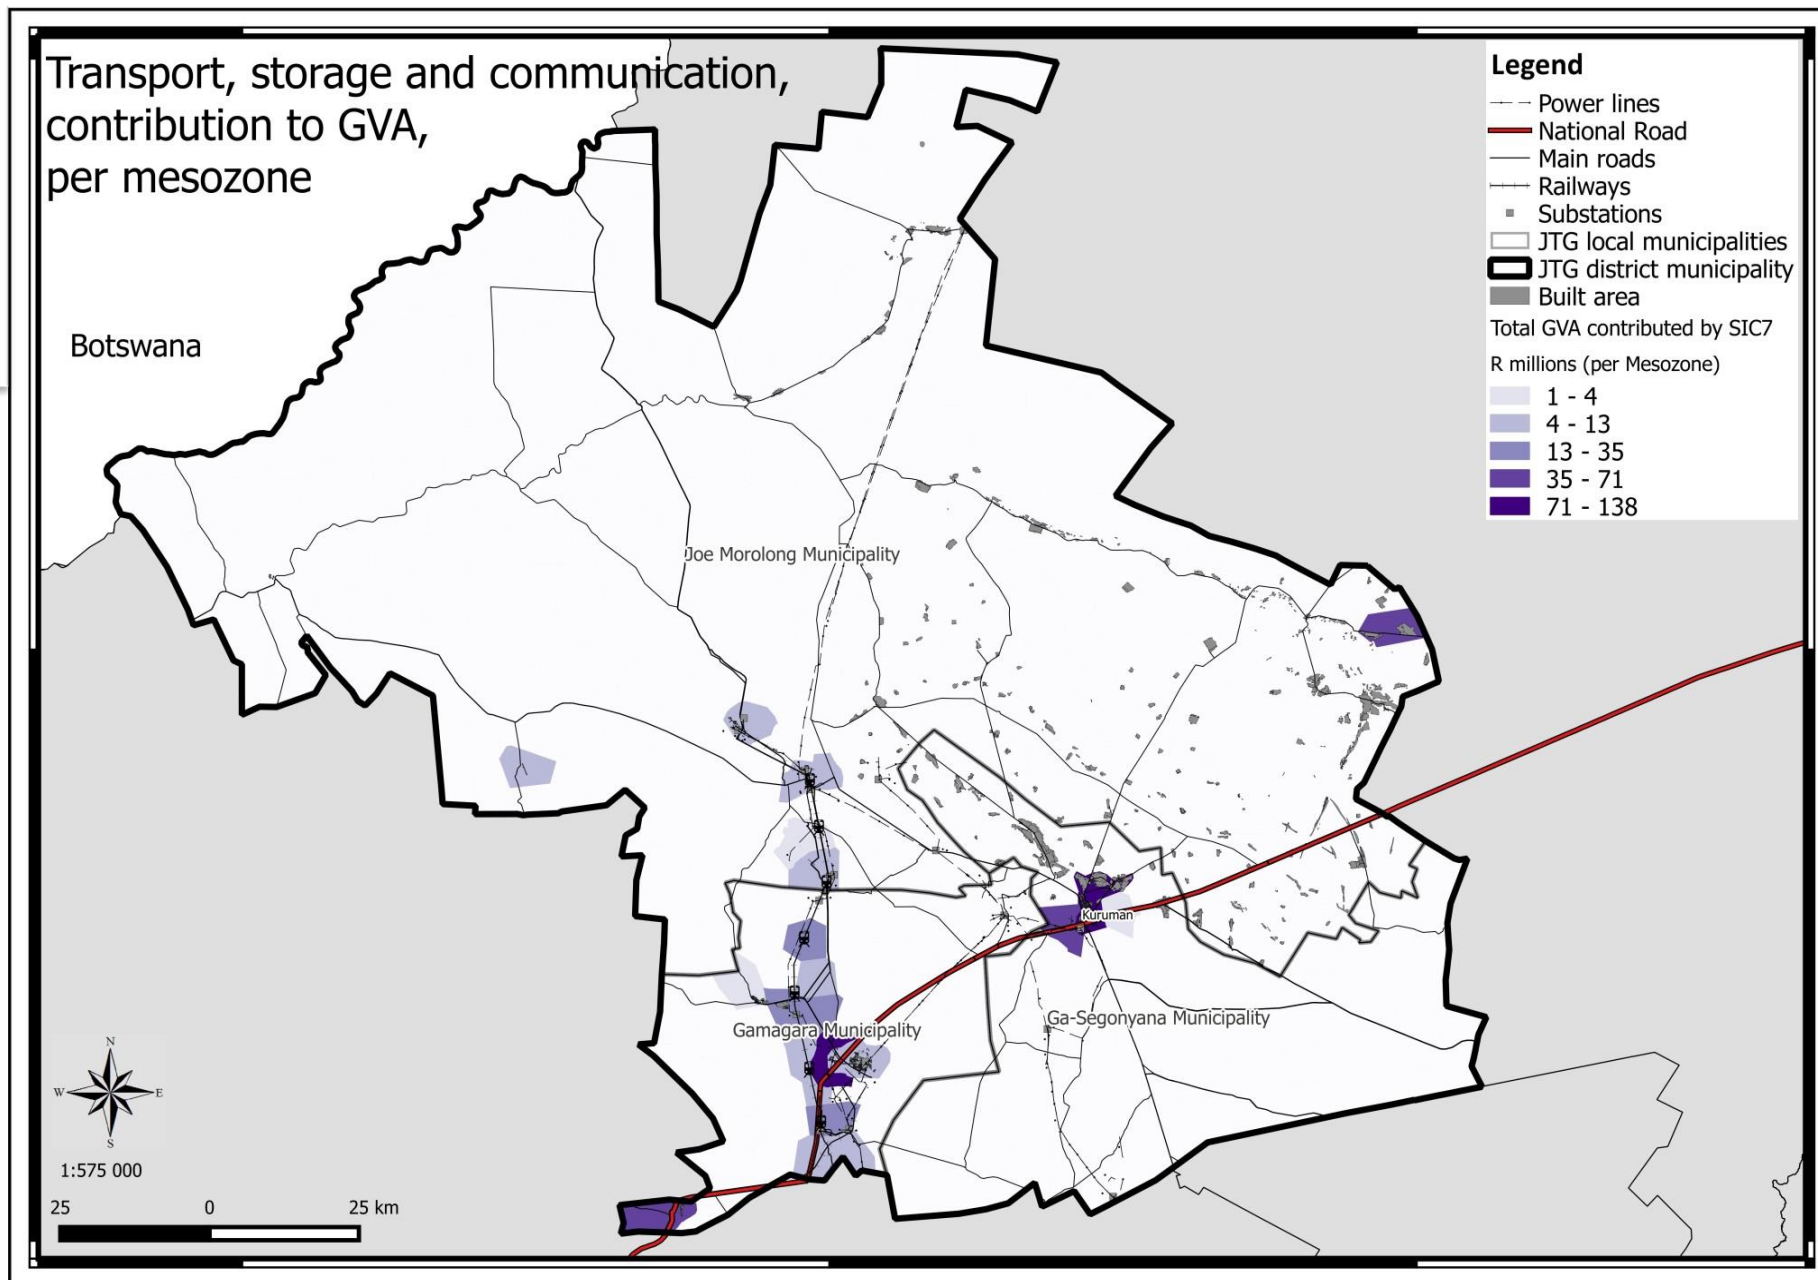 Transport, storage and communication,
contribution to GVA,
per mesozone
Legend
Power lines
National Road
Main roads
Railways
Substations
JTG local municipalities
JTG district municipality
Built area
Total GVA contributed by SIC7
R millions (per Mesozone)
1 - 4
4 - 13
13 - 35
35 - 71
71 - 138
Botswana
Joe Morolong Municipality
Kuruman
Ga-Segonyana Municipality
Gamagara Municipality
N
W E
S
1:575 000
25 0 25 km